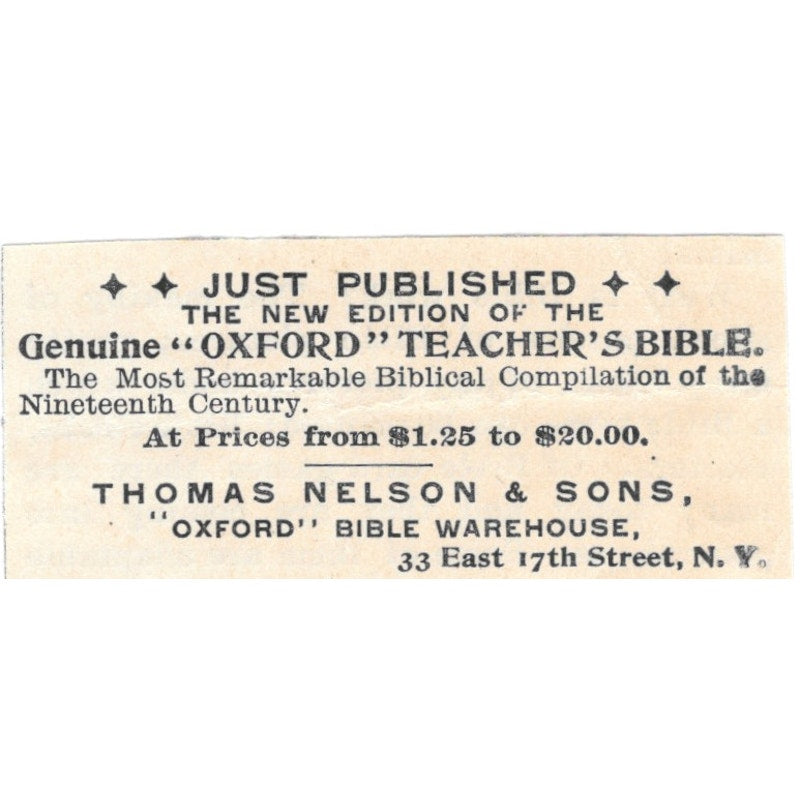 JUST PUBLISHED
THE NEW EDITION OF THE
Genuine "OXFORD" TEACHER'S BIBLE.
The Most Remarkable Biblical Compilation of the
Nineteenth Century.
At Prices from $1.25 to $20.00.
THOMAS NELSON & SONS,
"OXFORD" BIBLE WAREHOUSE,
33 East 17th Street, N. Y.